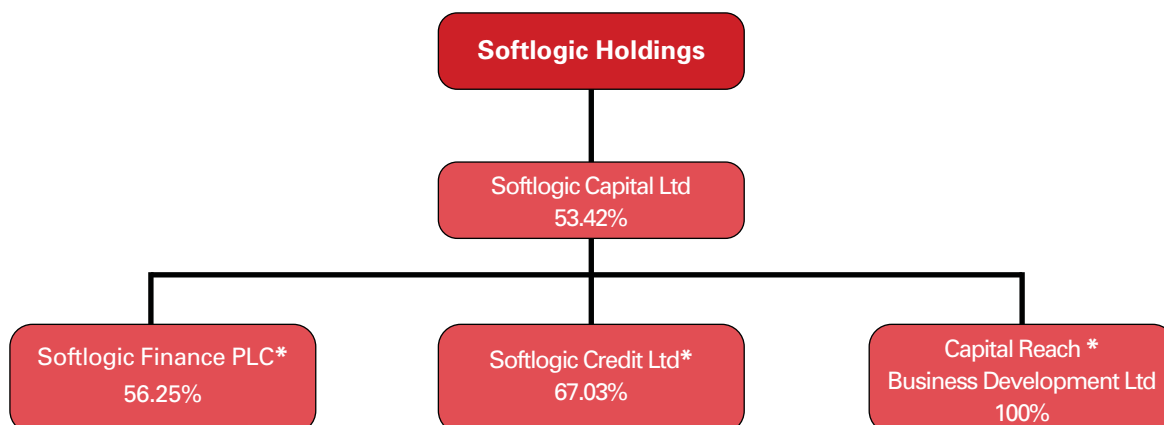 Softlogic Holdings
Softlogic Capital Ltd
53.42%
Softlogic Finance PLC*
56.25%
Softlogic Credit Ltd*
67.03%
Capital Reach *
Business Development Ltd
100%